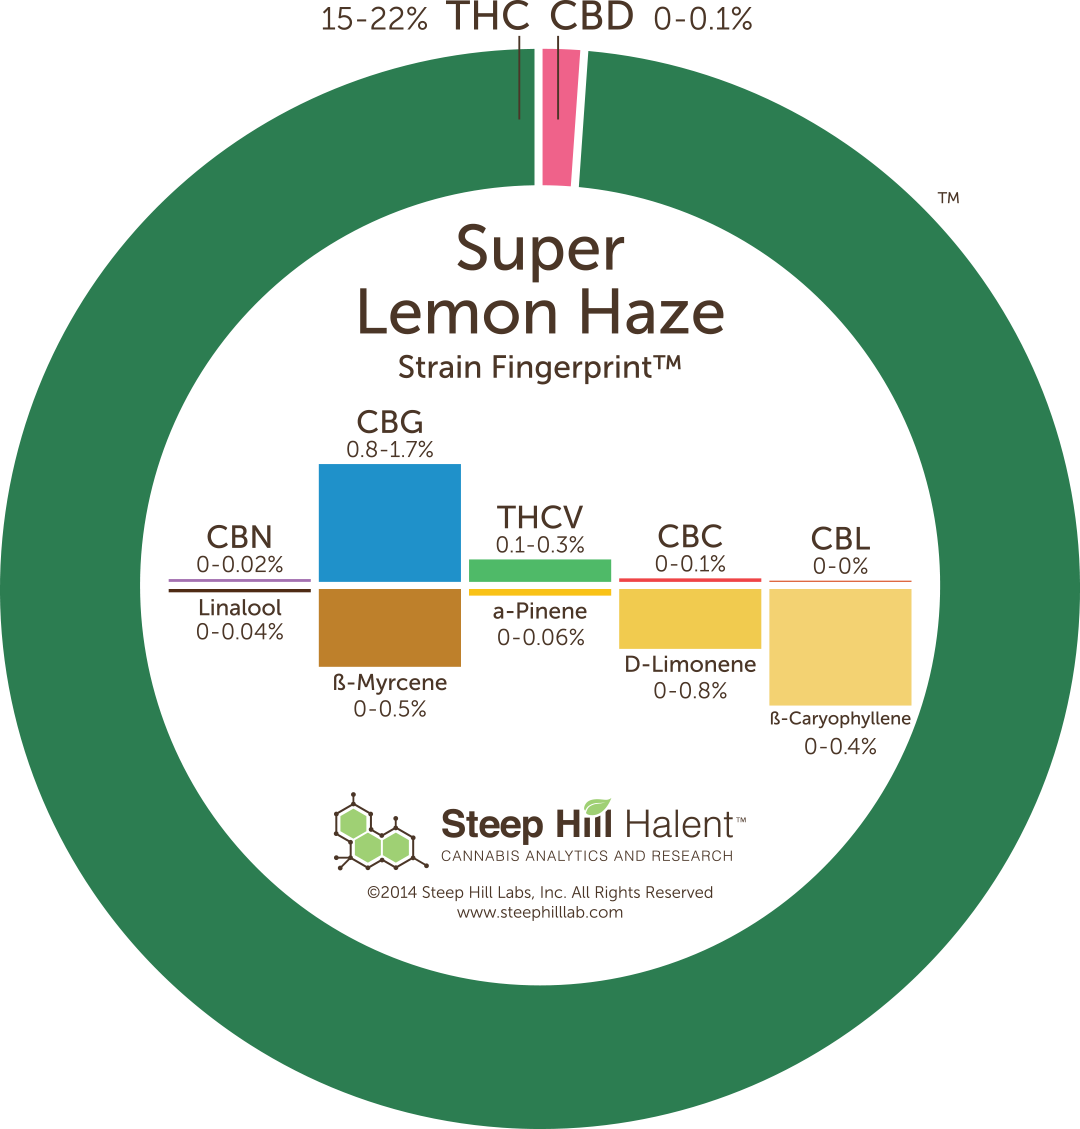 15-22% THC CBD 0-0.1%
TM
Super
Lemon Haze
Strain Fingerprint™
CBG
0.8-1.7%
THCV
0.1-0.3%
CBN
0-0.02%
CBC
0-0.1%
CBL
0-0%
Linalool
0-0.04%
a-Pinene
0-0.06%
D-Limonene
0-0.8%
ß-Myrcene
0-0.5%
ß-Caryophyllene
0-0.4%
Steep Hill Halent™
CANNABIS ANALYTICS AND RESEARCH
©2014 Steep Hill Labs, Inc. All Rights Reserved
www.steephilllab.com